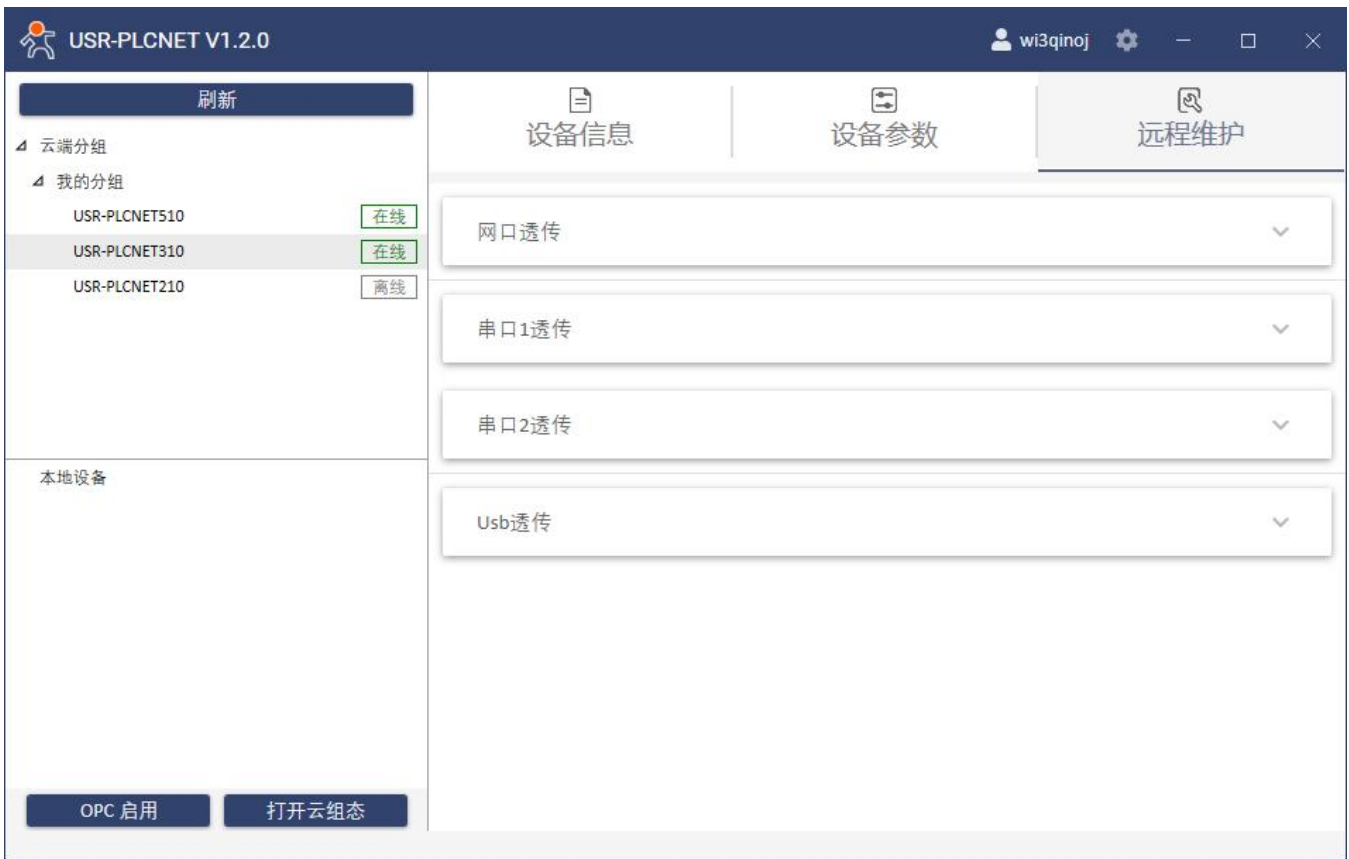 USR-PLCNET V1.2.0
wi3qinoj
刷新
云端分组
我的分组
USR-PLCNET510 在线
USR-PLCNET310 在线
USR-PLCNET210 离线
本地设备
OPC 启用
打开云组态
设备信息
设备参数
远程维护
网口透传
串口1透传
串口2透传
Usb透传